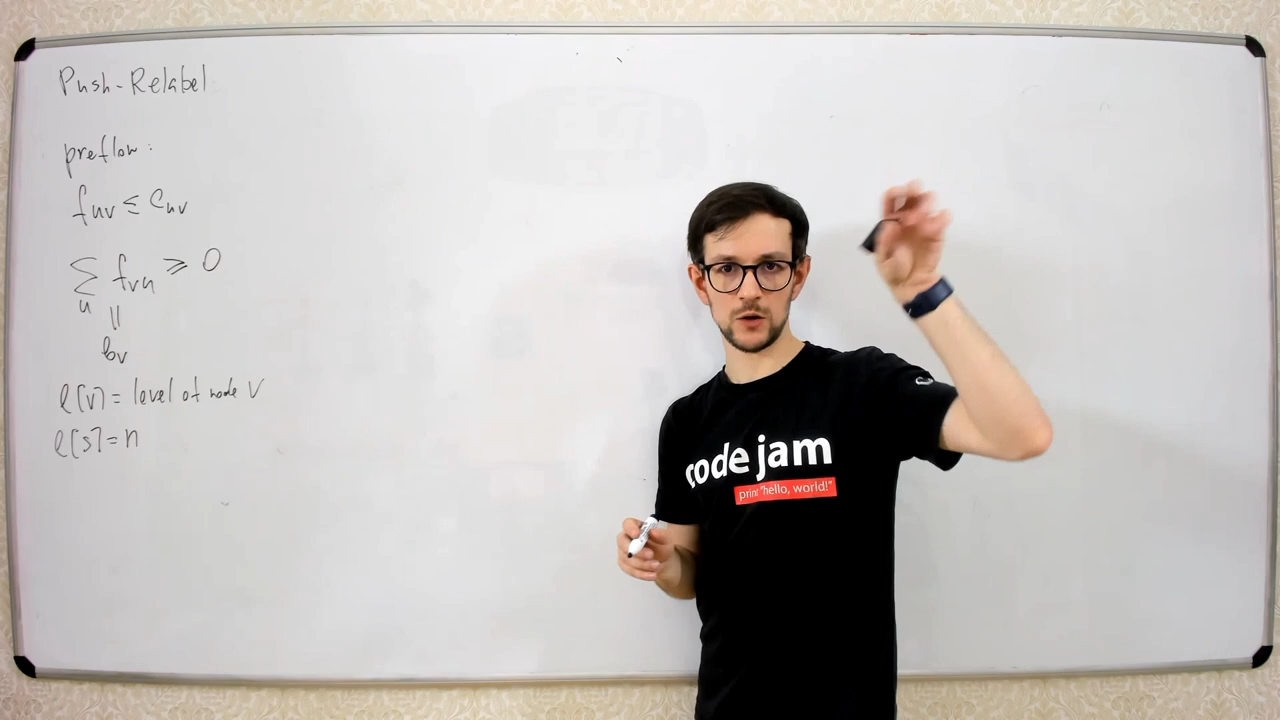 Push-Relabel
preflow:
fuv ≤ Cuv
∑ fvu ≥ 0
u ||
bv
l[v] = level of node V
l[s] = n
code jam
print "hello, world!"